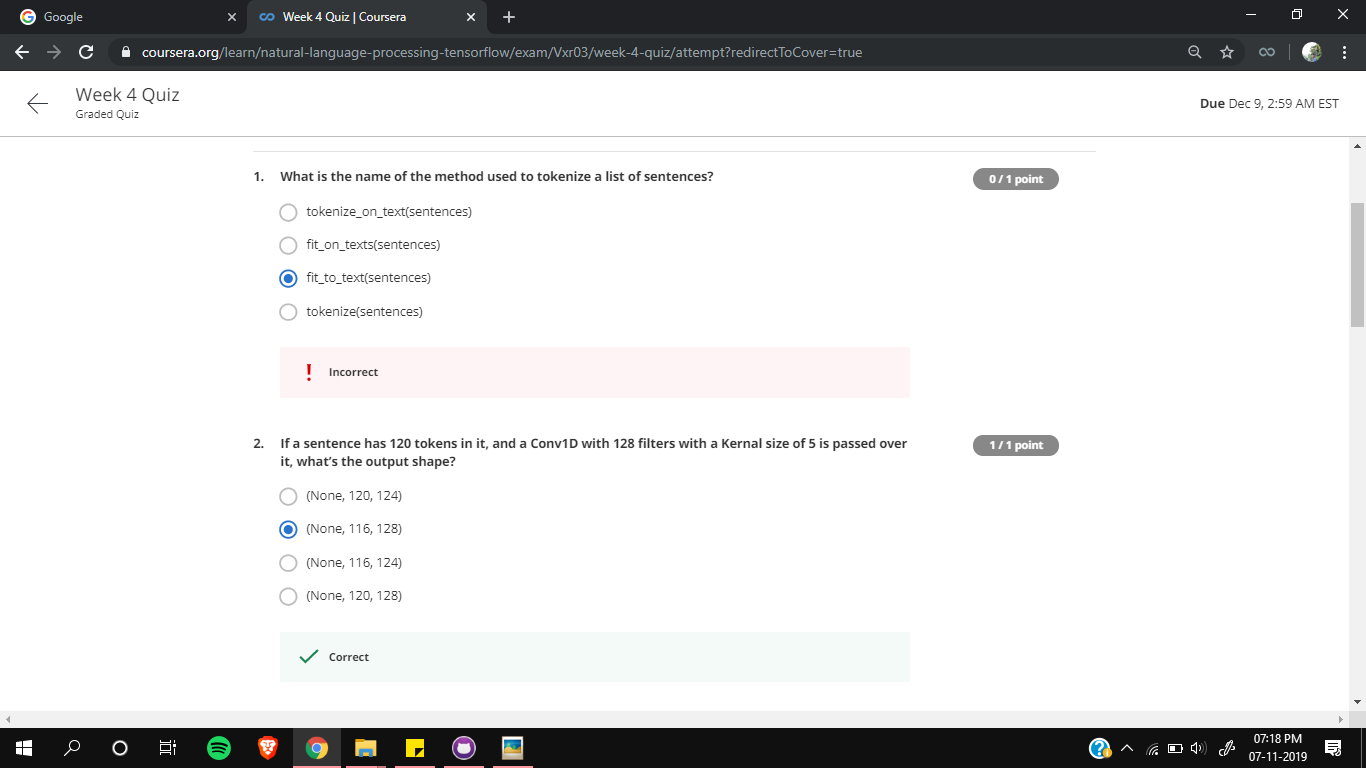 Google
Week 4 Quiz | Coursera
coursera.org/learn/natural-language-processing-tensorflow/exam/Vxr03/week-4-quiz/attempt?redirectToCover=true
Week 4 Quiz
Graded Quiz
Due Dec 9, 2:59 AM EST
1. What is the name of the method used to tokenize a list of sentences?
0 / 1 point
tokenize_on_text(sentences)
fit_on_texts(sentences)
fit_to_text(sentences)
tokenize(sentences)
Incorrect
2. If a sentence has 120 tokens in it, and a Conv1D with 128 filters with a Kernal size of 5 is passed over
it, what's the output shape?
1 / 1 point
(None, 120, 124)
(None, 116, 128)
(None, 116, 124)
(None, 120, 128)
Correct
07:18 PM
07-11-2019